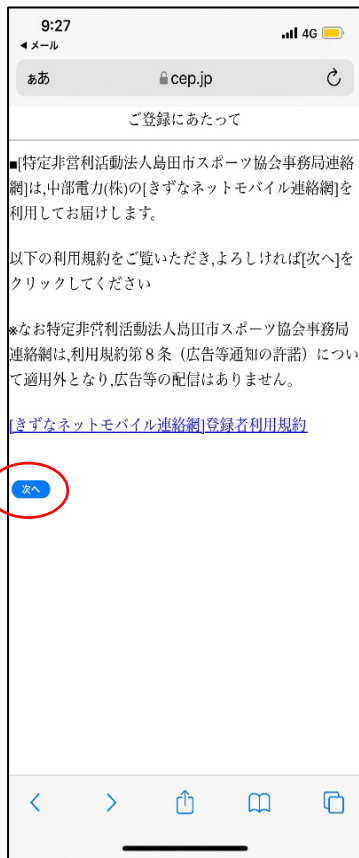 9:27
4G
◀ メール
ぁあ
cep.jp
ご登録にあたって
■[特定非営利活動法人島田市スポーツ協会事務局連絡
網]は,中部電力(株)の[きずなネットモバイル連絡網]を
利用してお届けします。
以下の利用規約をご覧いただき,よろしければ[次へ]を
クリックしてください
※なお特定非営利活動法人島田市スポーツ協会事務局
連絡網は,利用規約第８条（広告等通知の許諾）につい
て適用外となり,広告等の配信はありません。
[きずなネットモバイル連絡網]登録者利用規約
次へ